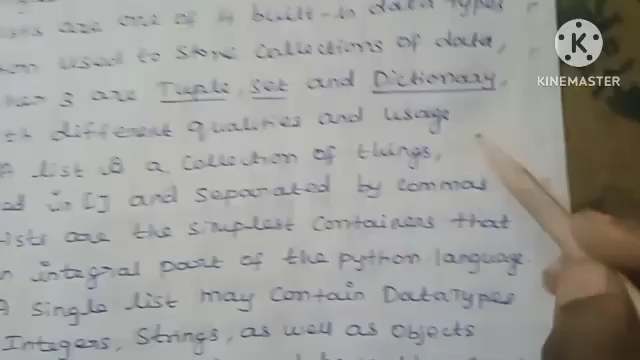 are one of 4 built-in data types
used to store collections of data,
3 are Tuple, set and Dictionary,
different qualities and usage
list is a collection of things,
in [] and separated by commas
lists are the simplest containers that
integral part of the python language
A single list may contain DataTypes
Integers, Strings, as well as objects
KINEMASTER